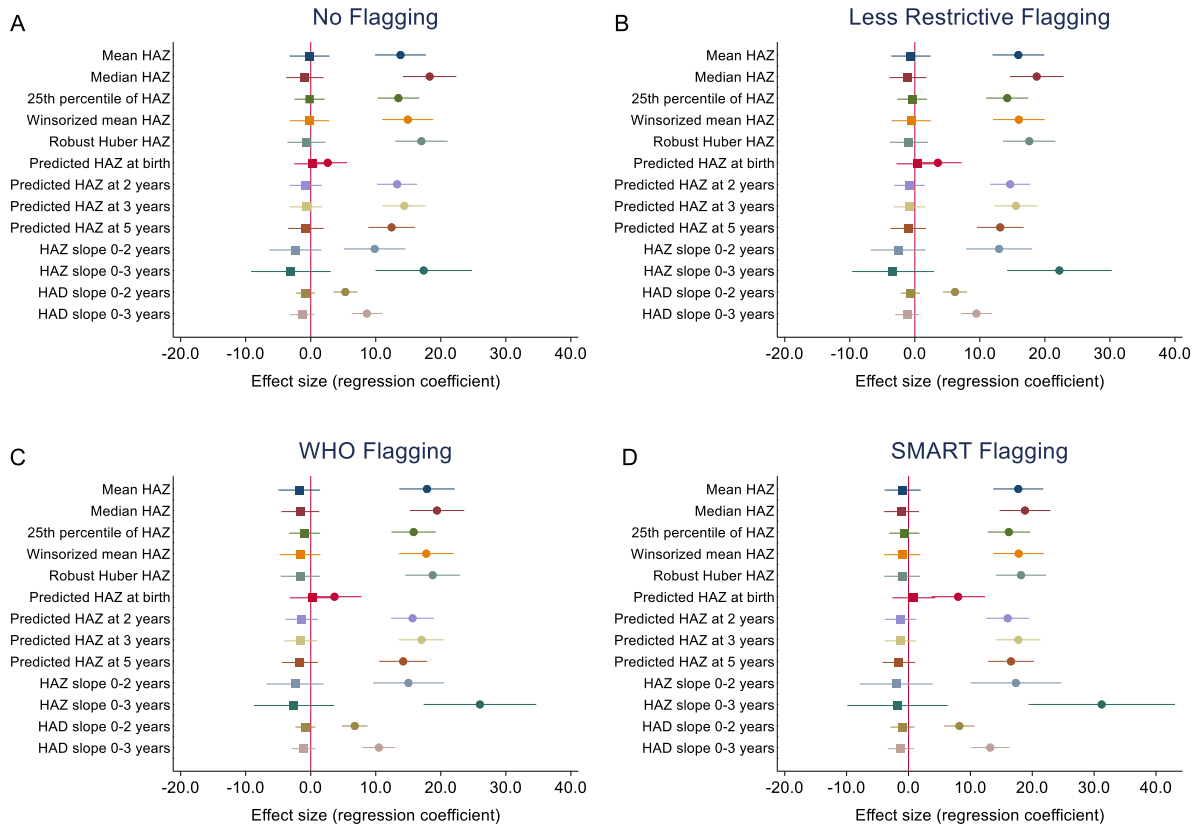 A
No Flagging
Mean HAZ
Median HAZ
25th percentile of HAZ
Winsorized mean HAZ
Robust Huber HAZ
Predicted HAZ at birth
Predicted HAZ at 2 years
Predicted HAZ at 3 years
Predicted HAZ at 5 years
HAZ slope 0-2 years
HAZ slope 0-3 years
HAD slope 0-2 years
HAD slope 0-3 years
-20.0 -10.0 0.0 10.0 20.0 30.0 40.0
Effect size (regression coefficient)
B
Less Restrictive Flagging
Mean HAZ
Median HAZ
25th percentile of HAZ
Winsorized mean HAZ
Robust Huber HAZ
Predicted HAZ at birth
Predicted HAZ at 2 years
Predicted HAZ at 3 years
Predicted HAZ at 5 years
HAZ slope 0-2 years
HAZ slope 0-3 years
HAD slope 0-2 years
HAD slope 0-3 years
-20.0 -10.0 0.0 10.0 20.0 30.0 40.0
Effect size (regression coefficient)
C
WHO Flagging
Mean HAZ
Median HAZ
25th percentile of HAZ
Winsorized mean HAZ
Robust Huber HAZ
Predicted HAZ at birth
Predicted HAZ at 2 years
Predicted HAZ at 3 years
Predicted HAZ at 5 years
HAZ slope 0-2 years
HAZ slope 0-3 years
HAD slope 0-2 years
HAD slope 0-3 years
-20.0 -10.0 0.0 10.0 20.0 30.0 40.0
Effect size (regression coefficient)
D
SMART Flagging
Mean HAZ
Median HAZ
25th percentile of HAZ
Winsorized mean HAZ
Robust Huber HAZ
Predicted HAZ at birth
Predicted HAZ at 2 years
Predicted HAZ at 3 years
Predicted HAZ at 5 years
HAZ slope 0-2 years
HAZ slope 0-3 years
HAD slope 0-2 years
HAD slope 0-3 years
-20.0 -10.0 0.0 10.0 20.0 30.0 40.0
Effect size (regression coefficient)